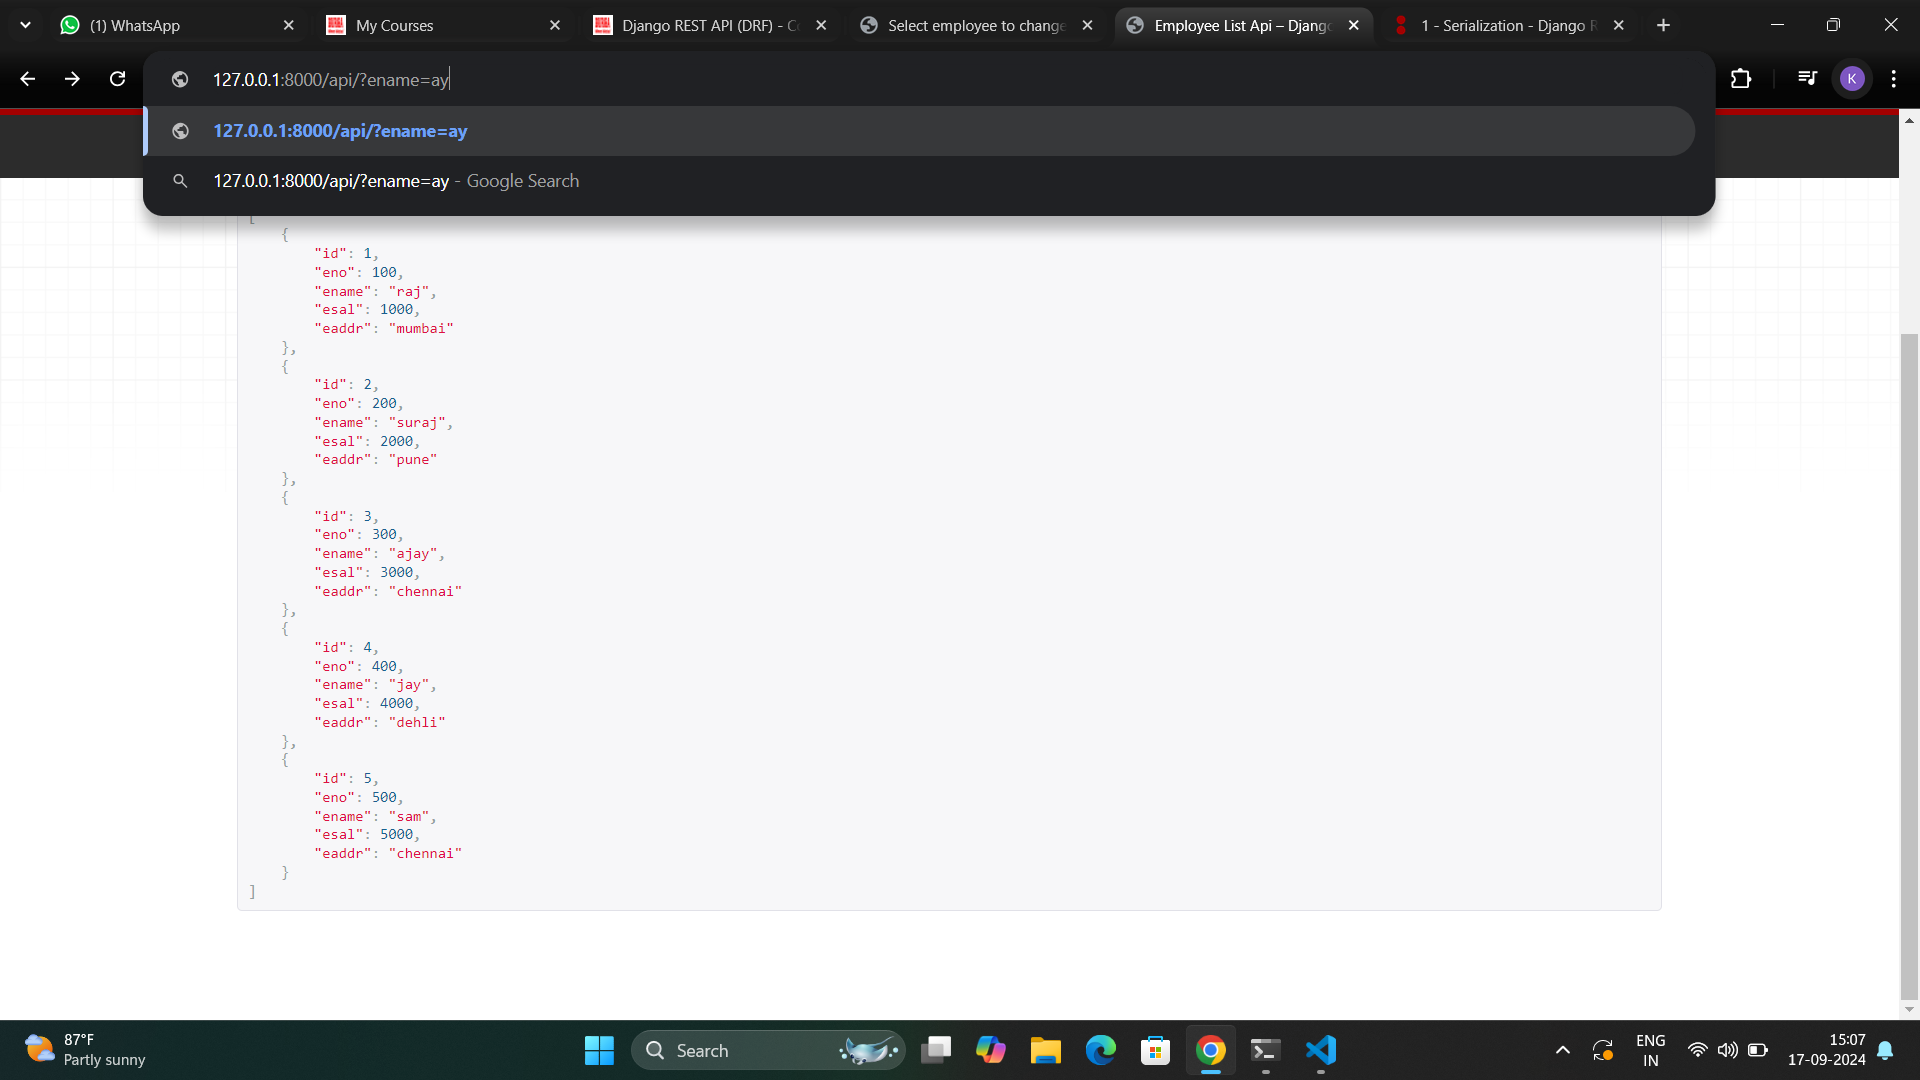 (1) WhatsApp
My Courses
Django REST API (DRF) - C
Select employee to change
Employee List Api – Django
1 - Serialization - Django R
127.0.0.1:8000/api/?ename=ay
K
127.0.0.1:8000/api/?ename=ay
127.0.0.1:8000/api/?ename=ay - Google Search
[
{
"id": 1,
"eno": 100,
"ename": "raj",
"esal": 1000,
"eaddr": "mumbai"
},
{
"id": 2,
"eno": 200,
"ename": "suraj",
"esal": 2000,
"eaddr": "pune"
},
{
"id": 3,
"eno": 300,
"ename": "ajay",
"esal": 3000,
"eaddr": "chennai"
},
{
"id": 4,
"eno": 400,
"ename": "jay",
"esal": 4000,
"eaddr": "dehli"
},
{
"id": 5,
"eno": 500,
"ename": "sam",
"esal": 5000,
"eaddr": "chennai"
}
]
87°F
Partly sunny
Search
ENG
IN
15:07
17-09-2024